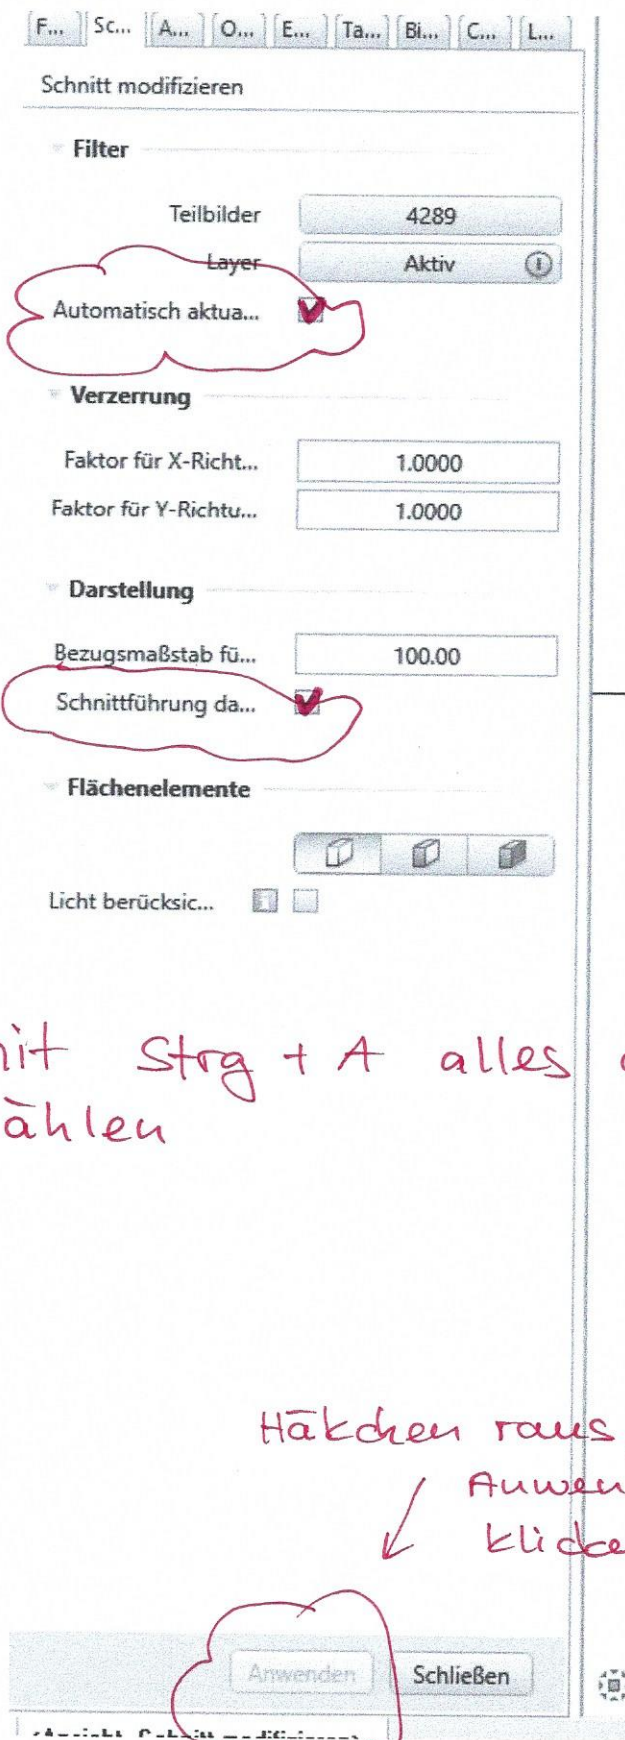 F... Sc... A... O... E... Ta... Bi... C... L...
Schnitt modifizieren
Filter
Teilbilder 4289
Layer Aktiv
Automatisch aktua...
Verzerrung
Faktor für X-Richt... 1.0000
Faktor für Y-Richtu... 1.0000
Darstellung
Bezugsmaßstab fü... 100.00
Schnittführung da...
Flächenelemente
Licht berücksic...
mit Strg + A alles
ählen
Häkchen raus
Anwen
klicke
Anwenden Schließen